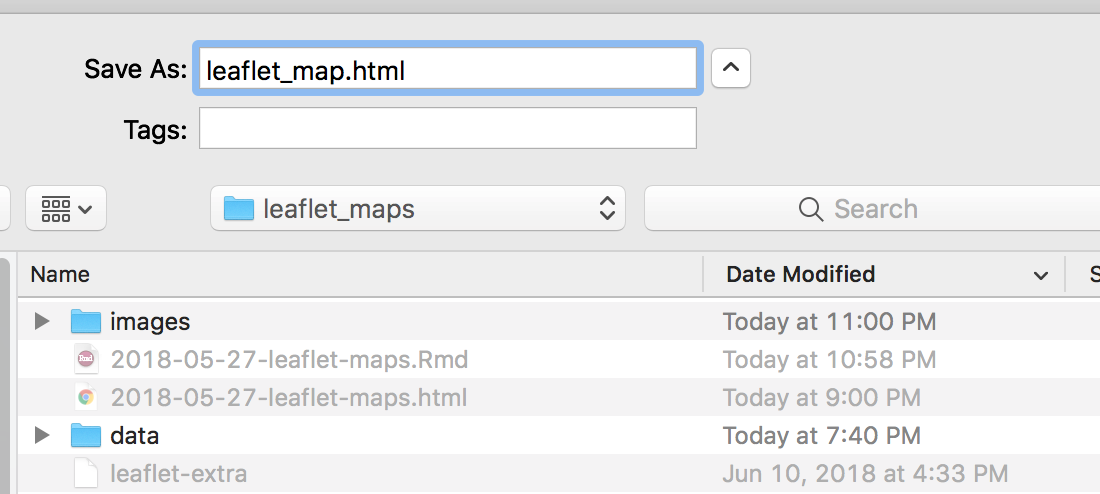 Save As: leaflet_map.html
Tags:
leaflet_maps Search
Name Date Modified S
images Today at 11:00 PM
2018-05-27-leaflet-maps.Rmd Today at 10:58 PM
2018-05-27-leaflet-maps.html Today at 9:00 PM
data Today at 7:40 PM
leaflet-extra Jun 10, 2018 at 4:33 PM